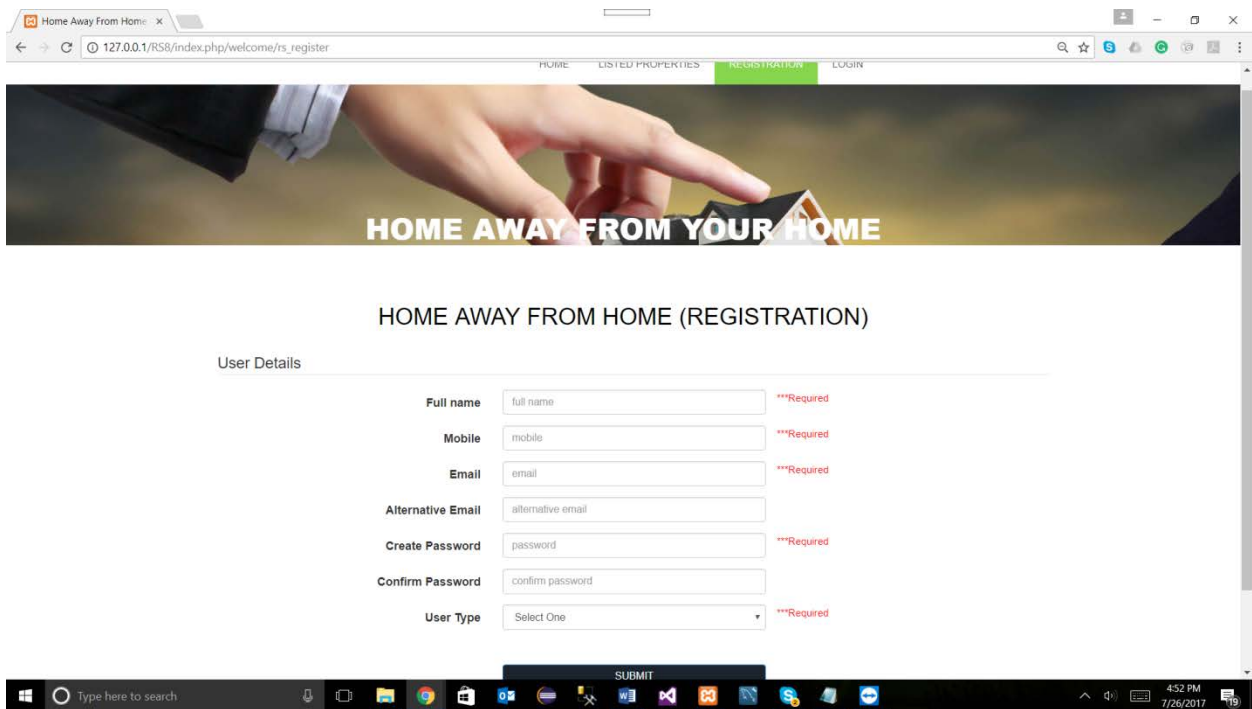 Home Away From Home
127.0.0.1/RS8/index.php/welcome/rs_register
HOME LISTED PROPERTIES REGISTRATION LOGIN
HOME AWAY FROM YOUR HOME
HOME AWAY FROM HOME (REGISTRATION)
User Details
Full name full name ***Required
Mobile mobile ***Required
Email email ***Required
Alternative Email alternative email
Create Password password ***Required
Confirm Password confirm password
User Type Select One ***Required
SUBMIT
Type here to search
4:52 PM
7/26/2017
19